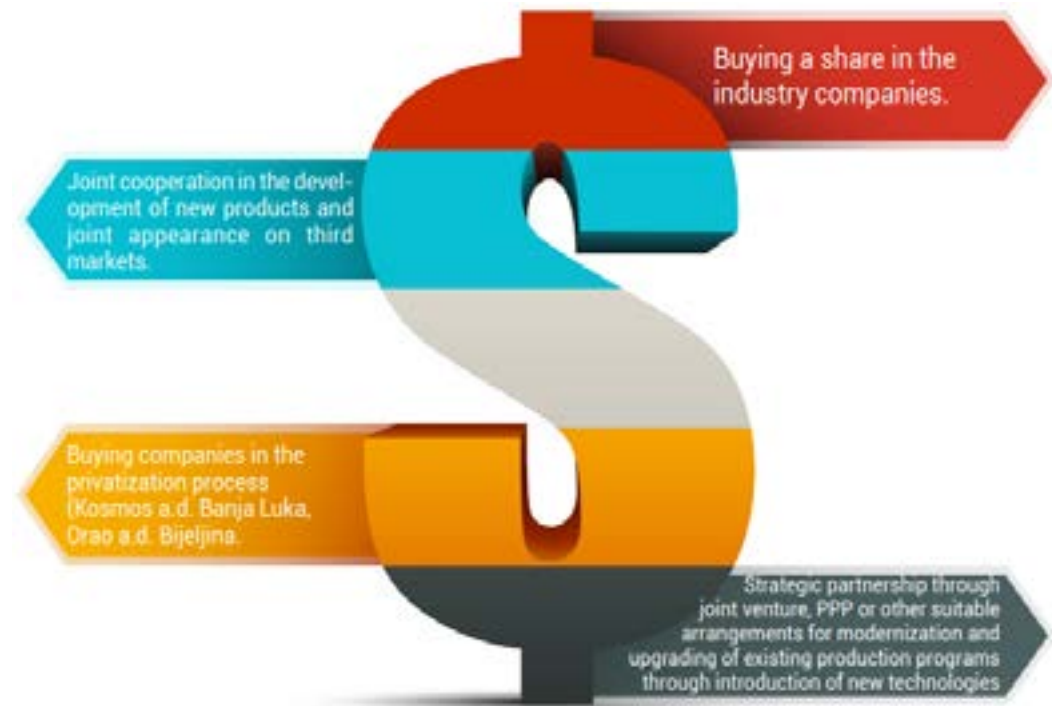 Buying a share in the
industry companies.
Joint cooperation in the devel-
opment of new products and
joint appearance on third
markets.
Buying companies in the
privatization process
(Kosmos a.d. Banja Luka,
Orao a.d. Bijeljina.
Strategic partnership through
joint venture, PPP or other suitable
arrangements for modernization and
upgrading of existing production programs
through introduction of new technologies